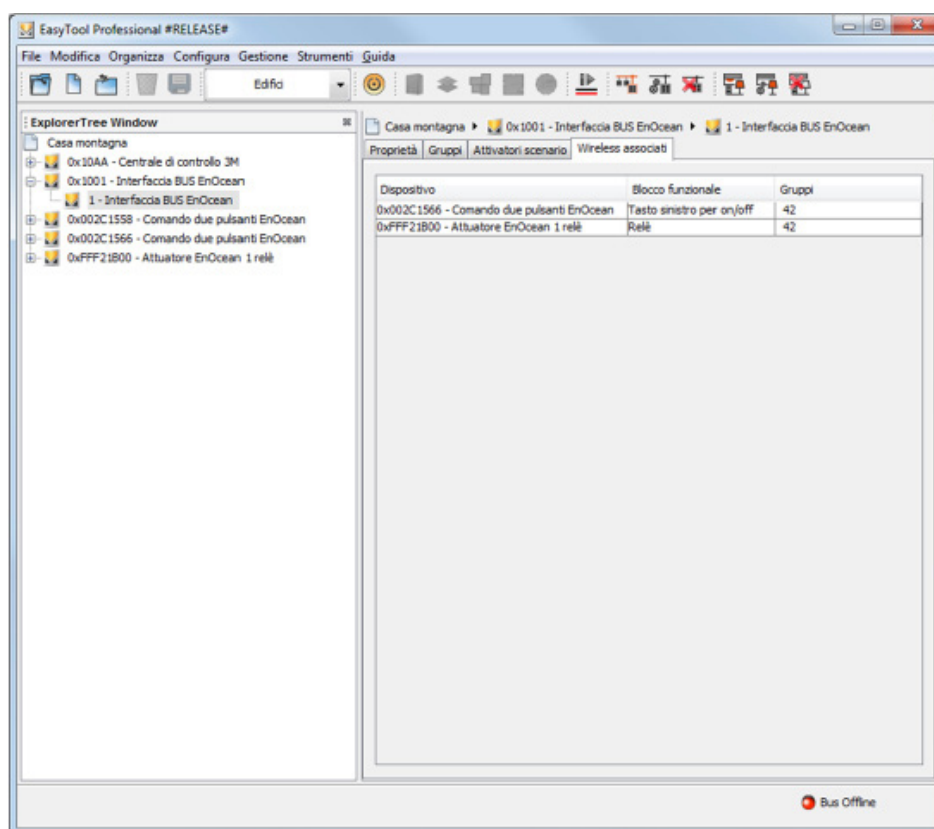 EasyTool Professional #RELEASE#
File Modifica Organizza Configura Gestione Strumenti Guida
Edifici
ExplorerTree Window
Casa montagna
0x10AA - Centrale di controllo 3M
0x1001 - Interfaccia BUS EnOcean
1 - Interfaccia BUS EnOcean
0x002C1558 - Comando due pulsanti EnOcean
0x002C1566 - Comando due pulsanti EnOcean
0xFFF21B00 - Attuatore EnOcean 1 relè
Casa montagna 0x1001 - Interfaccia BUS EnOcean 1 - Interfaccia BUS EnOcean
Proprietà Gruppi Attivatori scenario Wireless associati
Dispositivo Blocco funzionale Gruppi
0x002C1566 - Comando due pulsanti EnOcean Tasto sinistro per on/off 42
0xFFF21B00 - Attuatore EnOcean 1 relè Relè 42
Bus Offline